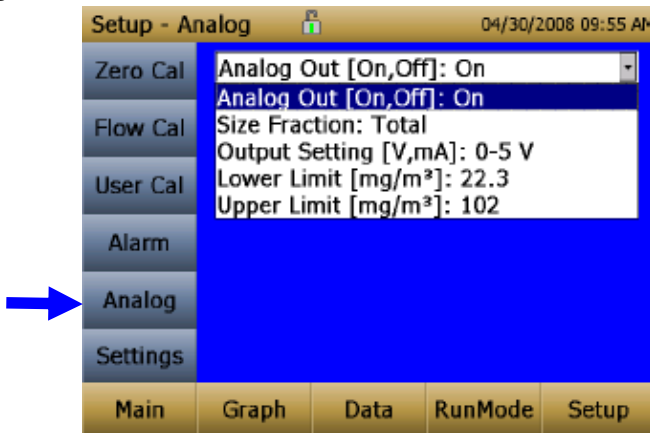 Setup - Analog 04/30/2008 09:55 AM
Zero Cal
Flow Cal
User Cal
Alarm
Analog
Settings
Analog Out [On,Off]: On
Analog Out [On,Off]: On
Size Fraction: Total
Output Setting [V,mA]: 0-5 V
Lower Limit [mg/m³]: 22.3
Upper Limit [mg/m³]: 102
Main Graph Data RunMode Setup